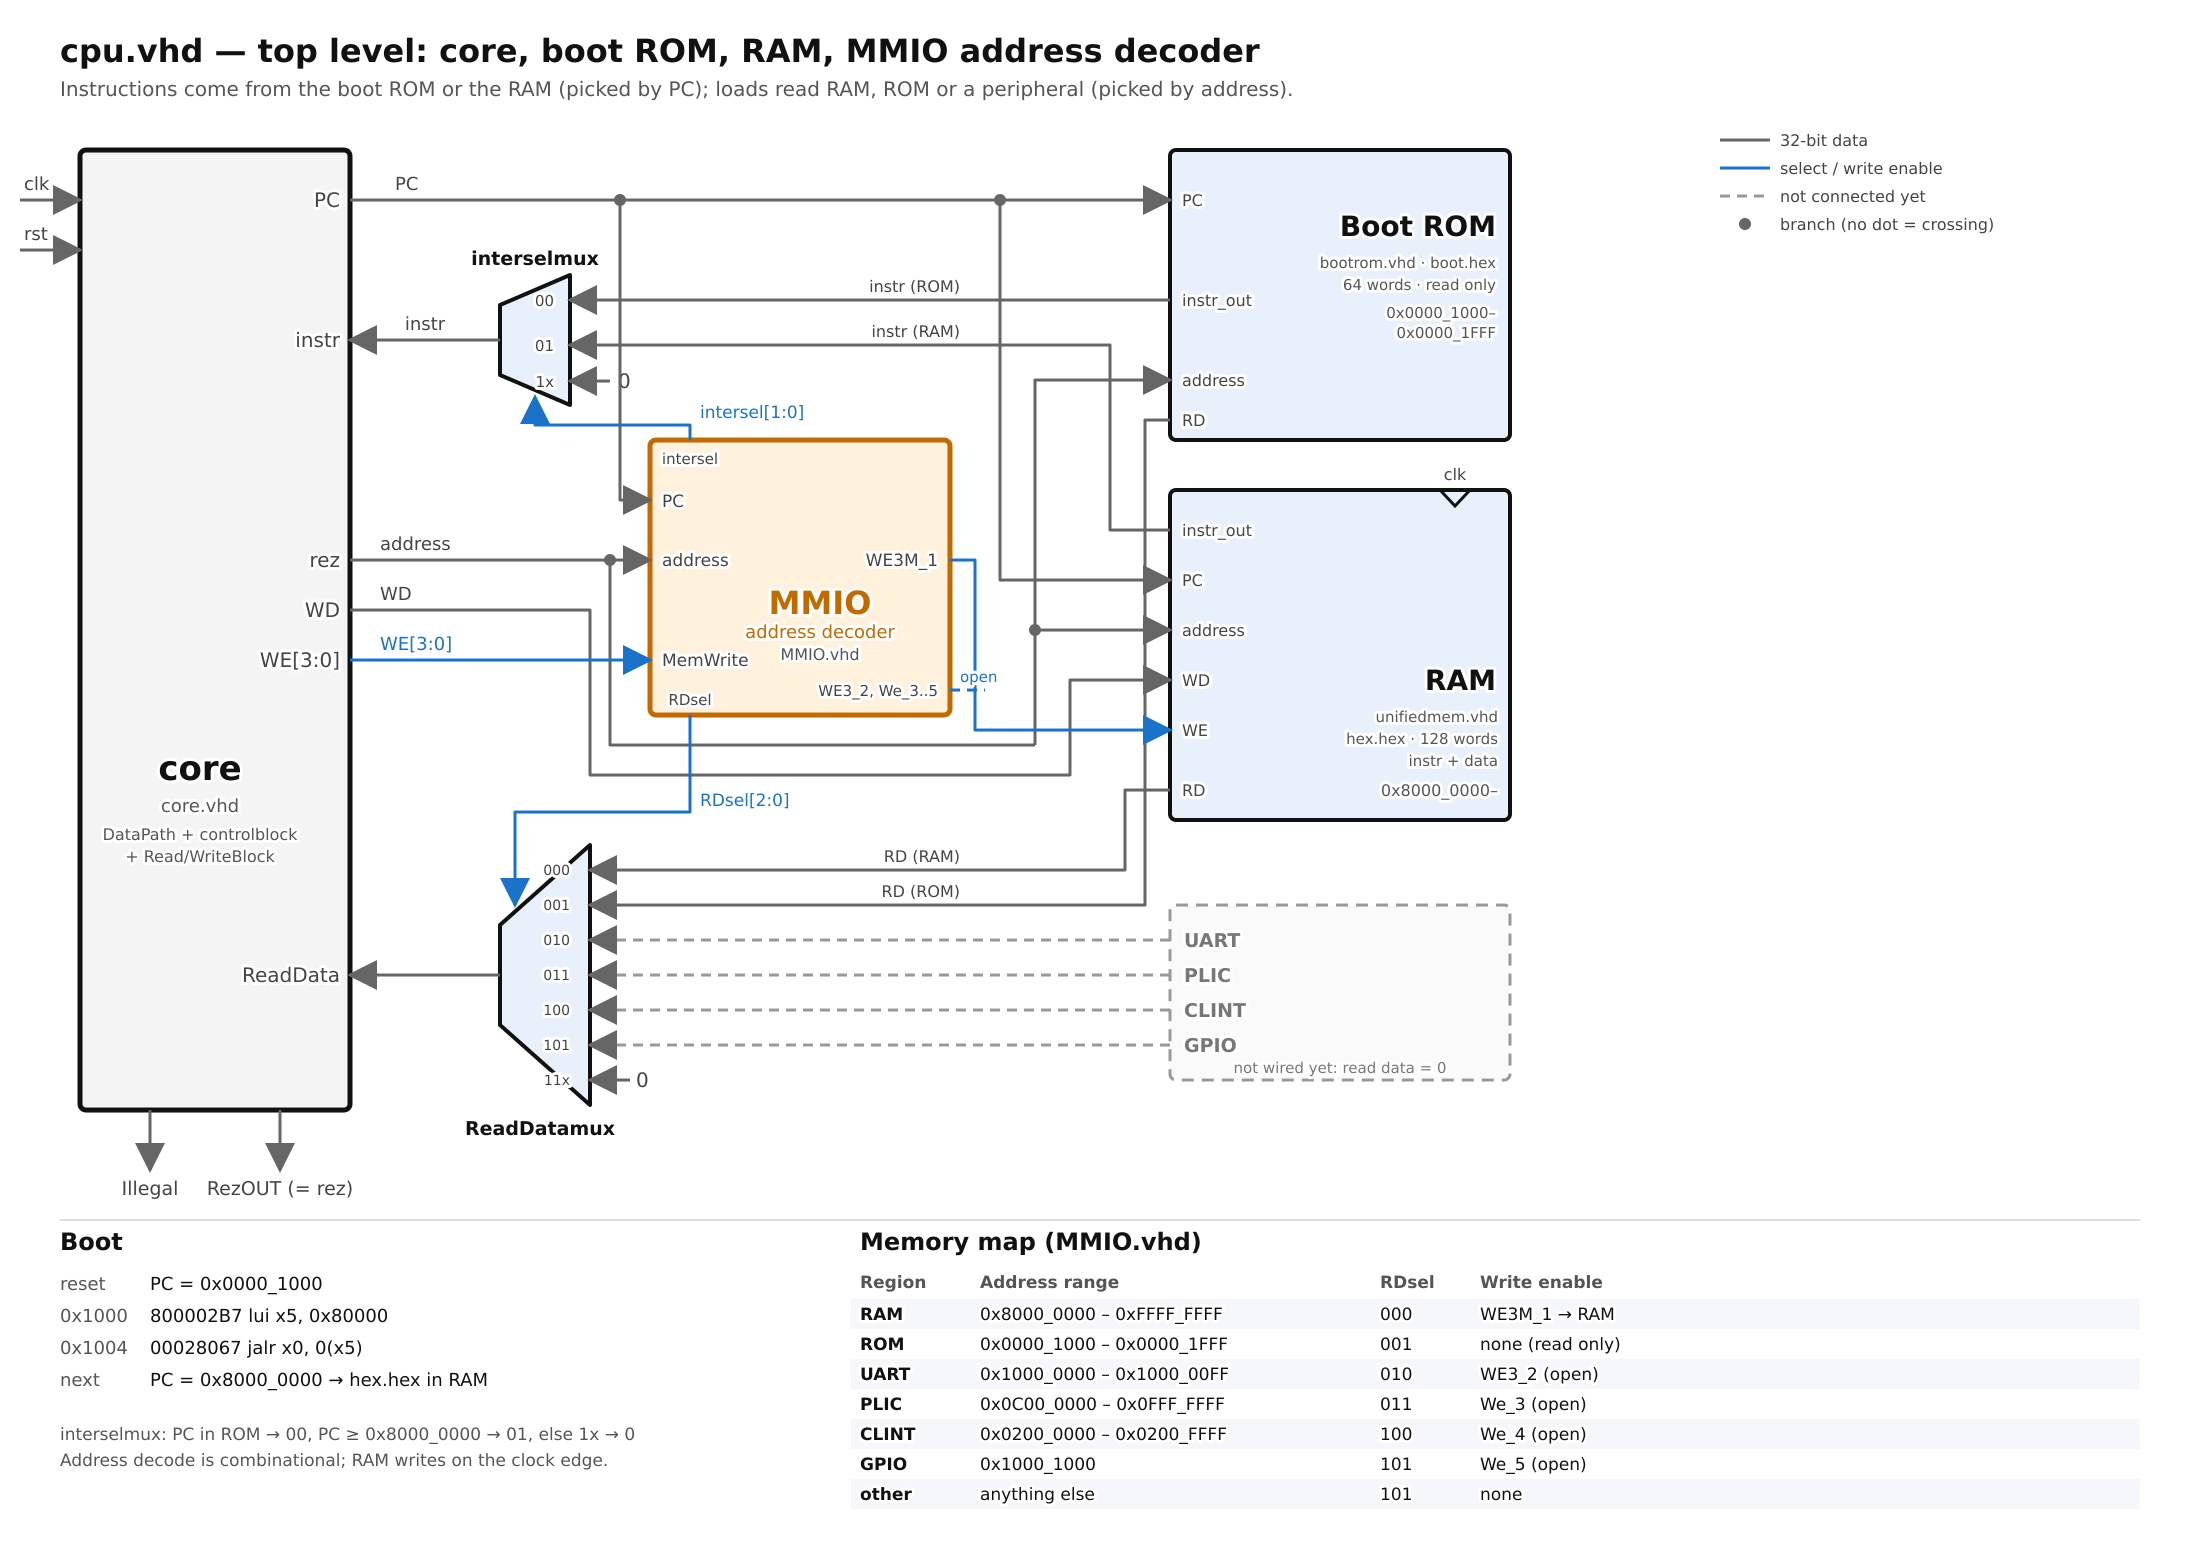 cpu.vhd — top level: core, boot ROM, RAM, MMIO address decoder
Instructions come from the boot ROM or the RAM (picked by PC); loads read RAM, ROM or a peripheral (picked by address).
32-bit data
select / write enable
not connected yet
branch (no dot = crossing)
clk
rst
PC
instr
rez
WD
WE[3:0]
ReadData
core
core.vhd
DataPath + controlblock
+ Read/WriteBlock
Illegal
RezOUT (= rez)
PC
instr
address
WD
WE[3:0]
interselmux
00
01
1x
0
instr (ROM)
instr (RAM)
intersel[1:0]
intersel
PC
address
WE3M_1
MMIO
address decoder
MMIO.vhd
MemWrite
WE3_2, We_3..5
open
RDsel
RDsel[2:0]
PC
Boot ROM
bootrom.vhd · boot.hex
64 words · read only
instr_out
0x0000_1000–
0x0000_1FFF
address
RD
clk
instr_out
PC
address
WD
RAM
unifiedmem.vhd
WE
hex.hex · 128 words
instr + data
RD
0x8000_0000–
RD (RAM)
RD (ROM)
000
001
010
011
100
101
11x
0
ReadDatamux
UART
PLIC
CLINT
GPIO
not wired yet: read data = 0
Boot
reset PC = 0x0000_1000
0x1000 800002B7 lui x5, 0x80000
0x1004 00028067 jalr x0, 0(x5)
next PC = 0x8000_0000 → hex.hex in RAM
interselmux: PC in ROM → 00, PC ≥ 0x8000_0000 → 01, else 1x → 0
Address decode is combinational; RAM writes on the clock edge.
Memory map (MMIO.vhd)
Region Address range RDsel Write enable
RAM 0x8000_0000 – 0xFFFF_FFFF 000 WE3M_1 → RAM
ROM 0x0000_1000 – 0x0000_1FFF 001 none (read only)
UART 0x1000_0000 – 0x1000_00FF 010 WE3_2 (open)
PLIC 0x0C00_0000 – 0x0FFF_FFFF 011 We_3 (open)
CLINT 0x0200_0000 – 0x0200_FFFF 100 We_4 (open)
GPIO 0x1000_1000 101 We_5 (open)
other anything else 101 none